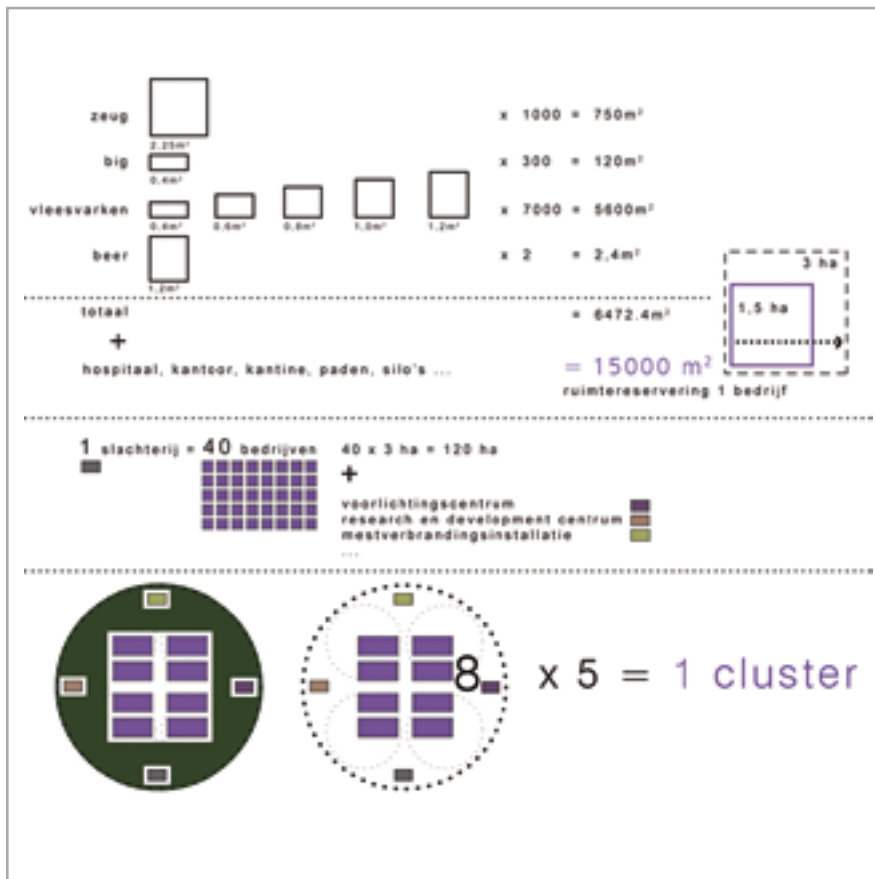 zeug x 1000 = 750m²
2.25m²
big x 300 = 120m²
0,4m²
vleesvarken x 7000 = 5600m²
0,4m² 0,6m² 0,8m² 1,0m² 1,2m²
beer x 2 = 2,4m²
1,2m²
3 ha
1,5 ha
totaal = 6472.4m²
+
hospitaal, kantoor, kantine, paden, silo's ... = 15000 m²
ruimtereservering 1 bedrijf
1 slachterij = 40 bedrijven 40 x 3 ha = 120 ha
+
voorlichtingscentrum
research en development centrum
mestverbrandingsinstallatie
...
8 x 5 = 1 cluster